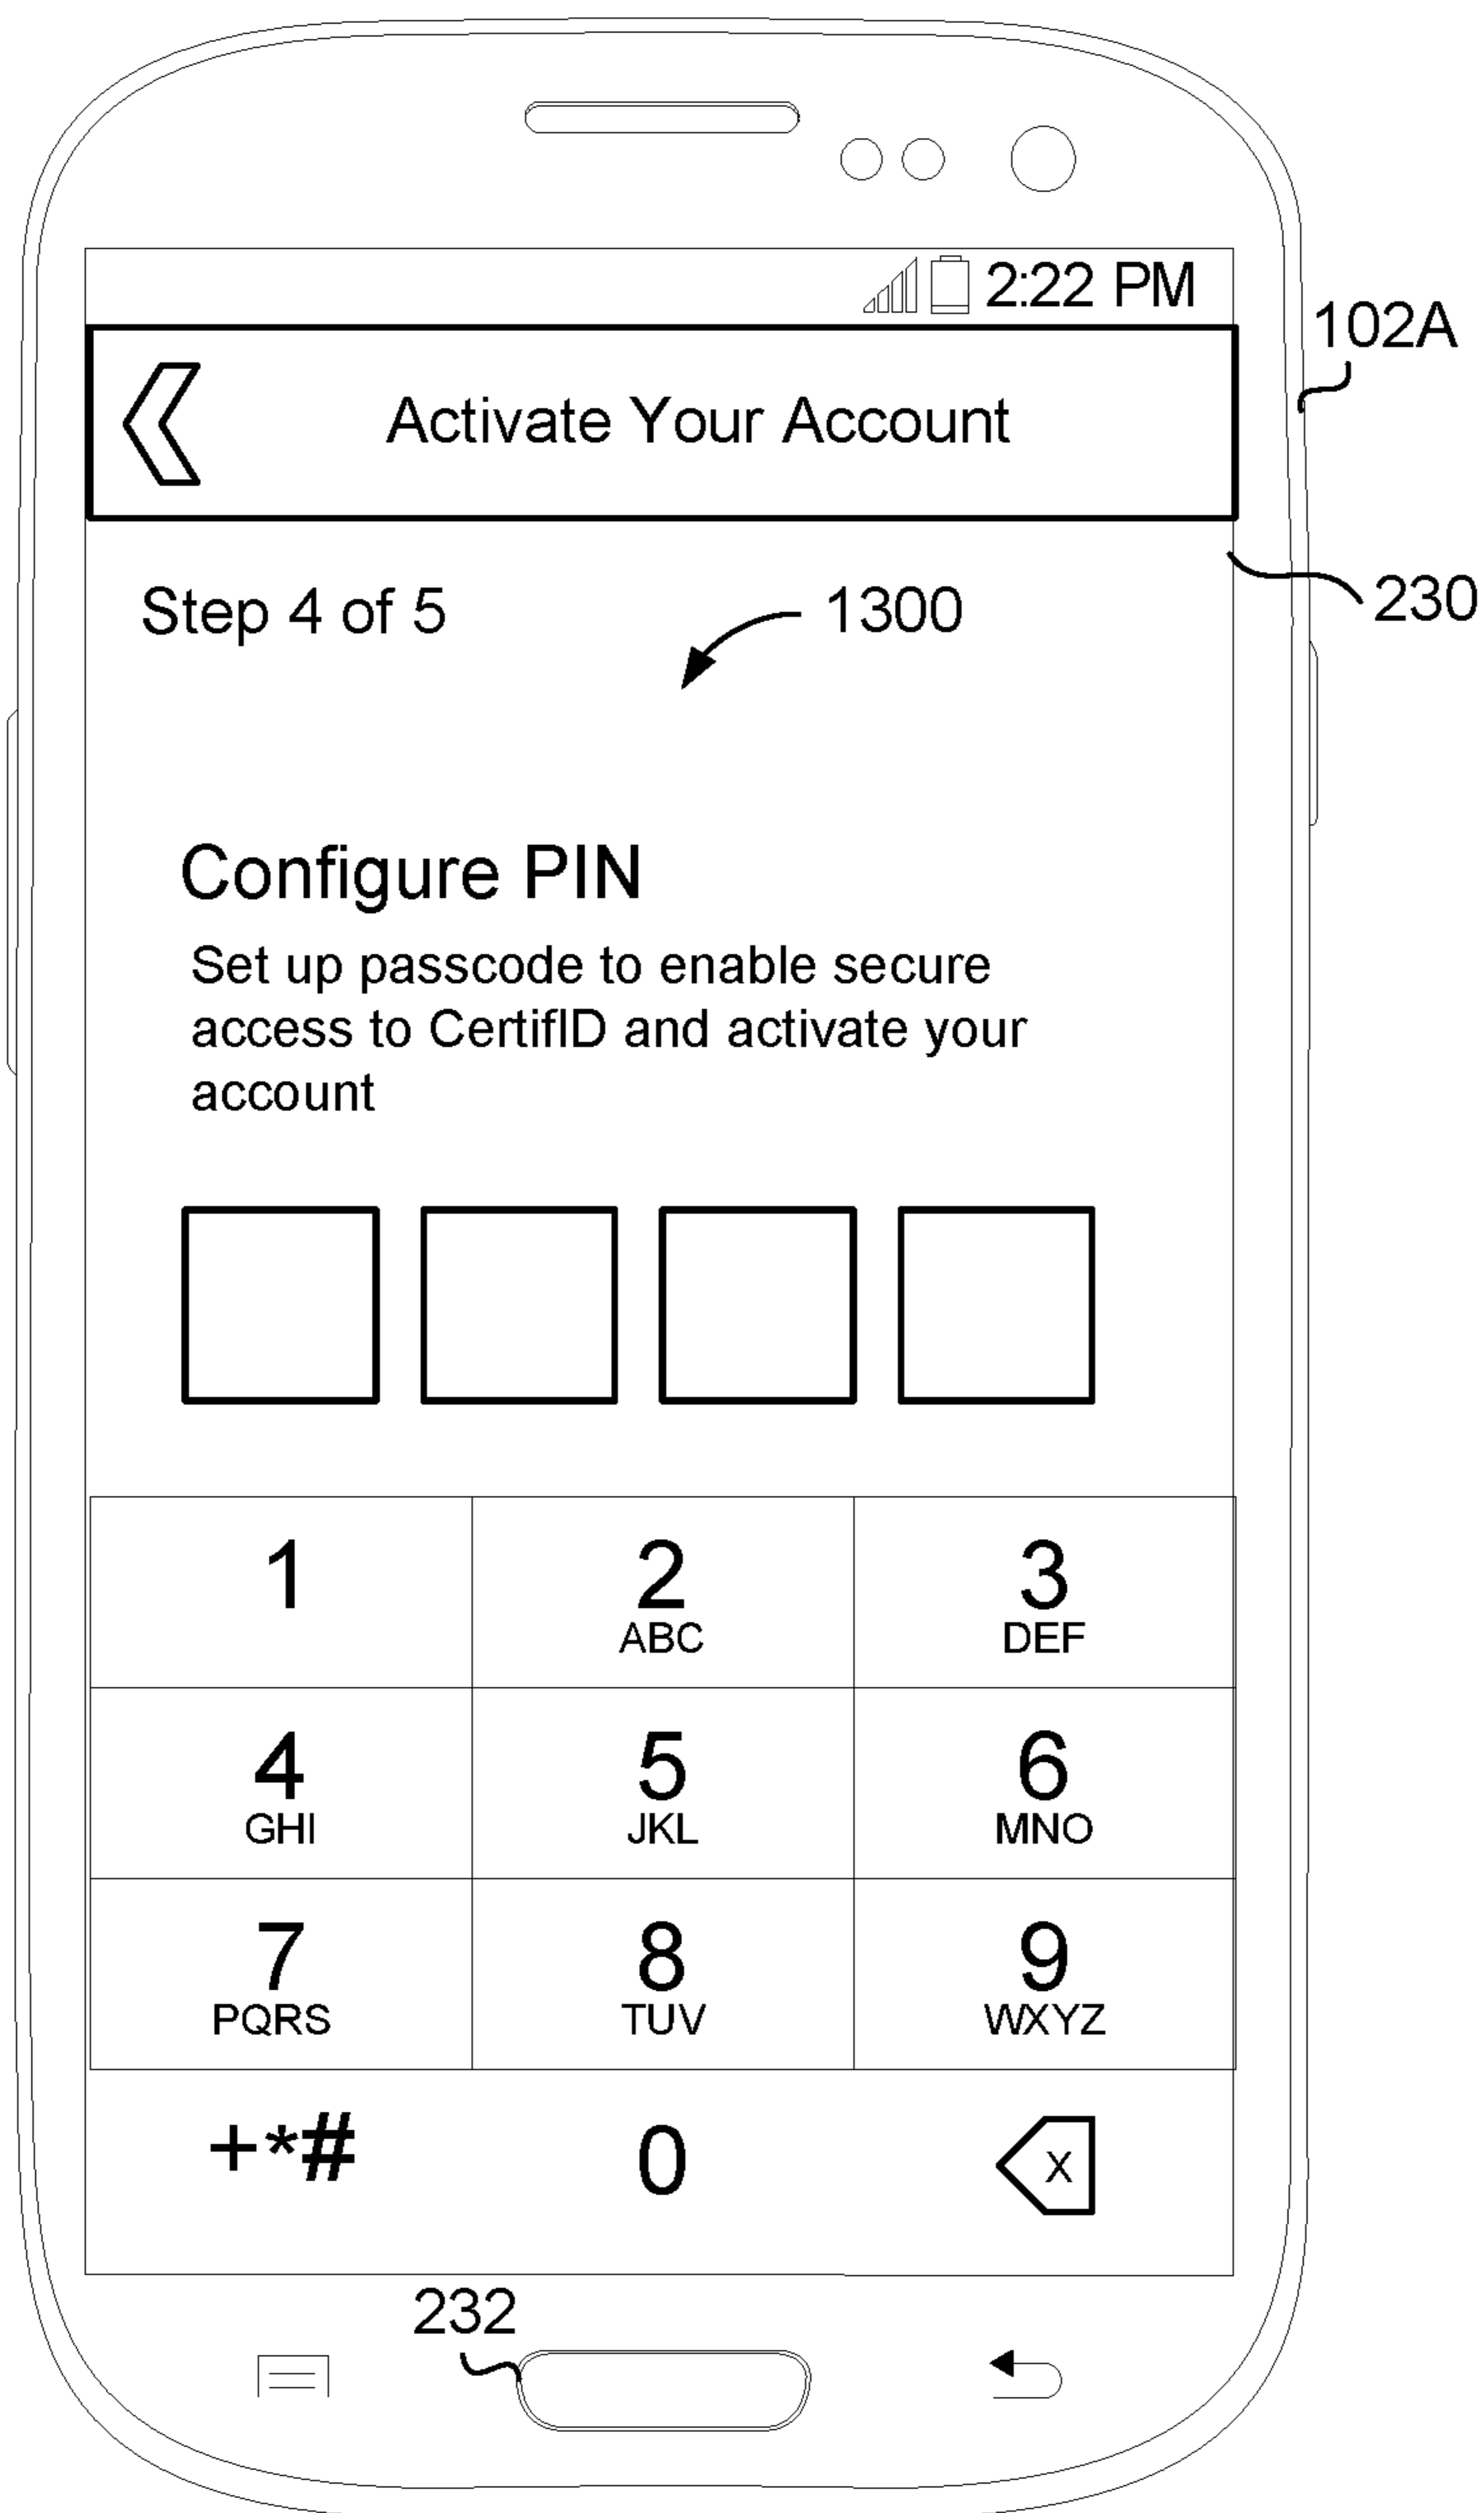 2:22 PM
102A
Activate Your Account
230
Step 4 of 5
1300
Configure PIN
Set up passcode to enable secure
access to CertifID and activate your
account
1 2 3
ABC DEF
4 5 6
GHI JKL MNO
7 8 9
PQRS TUV WXYZ
+*# 0 X
232